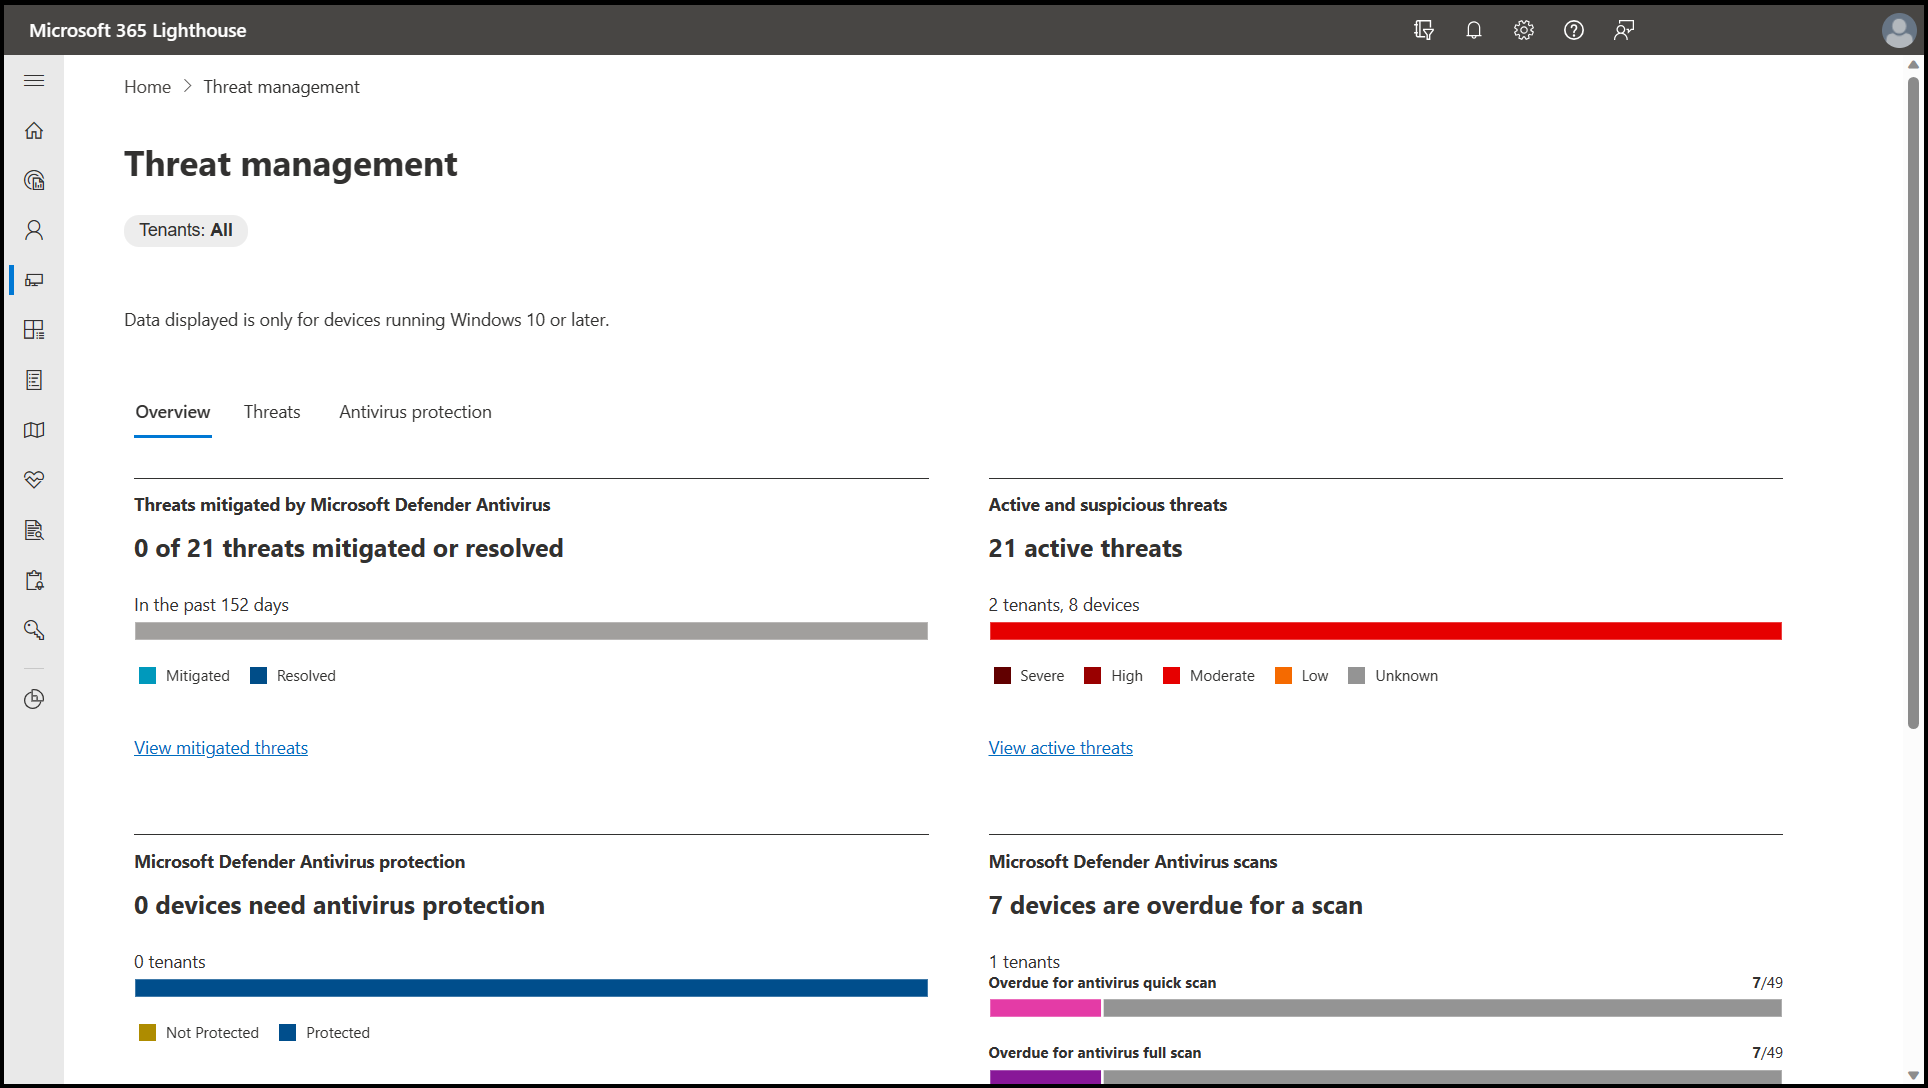 Microsoft 365 Lighthouse
Home > Threat management
Threat management
Tenants: All
Data displayed is only for devices running Windows 10 or later.
Overview Threats Antivirus protection
Threats mitigated by Microsoft Defender Antivirus
0 of 21 threats mitigated or resolved
In the past 152 days
Mitigated Resolved
View mitigated threats
Active and suspicious threats
21 active threats
2 tenants, 8 devices
Severe High Moderate Low Unknown
View active threats
Microsoft Defender Antivirus protection
0 devices need antivirus protection
0 tenants
Not Protected Protected
Microsoft Defender Antivirus scans
7 devices are overdue for a scan
1 tenants
Overdue for antivirus quick scan 7/49
Overdue for antivirus full scan 7/49